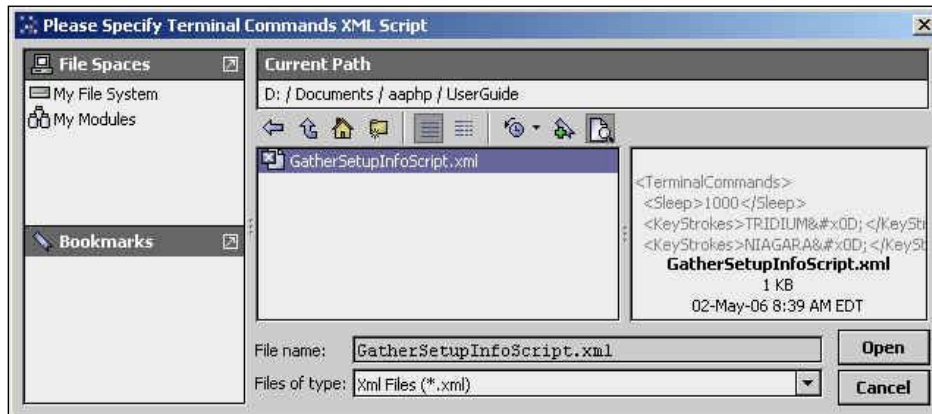 Please Specify Terminal Commands XML Script
File Spaces
My File System
My Modules
Bookmarks
Current Path
D: / Documents / aaphp / UserGuide
GatherSetupInfoScript.xml
<TerminalCommands>
<Sleep>1000</Sleep>
<KeyStrokes>TRIDIUM&#x0D;</KeyStr
<KeyStrokes>NIAGARA&#x0D;</KeySt
GatherSetupInfoScript.xml
1 KB
02-May-06 8:39 AM EDT
File name: GatherSetupInfoScript.xml
Open
Files of type: Xml Files (*.xml)
Cancel